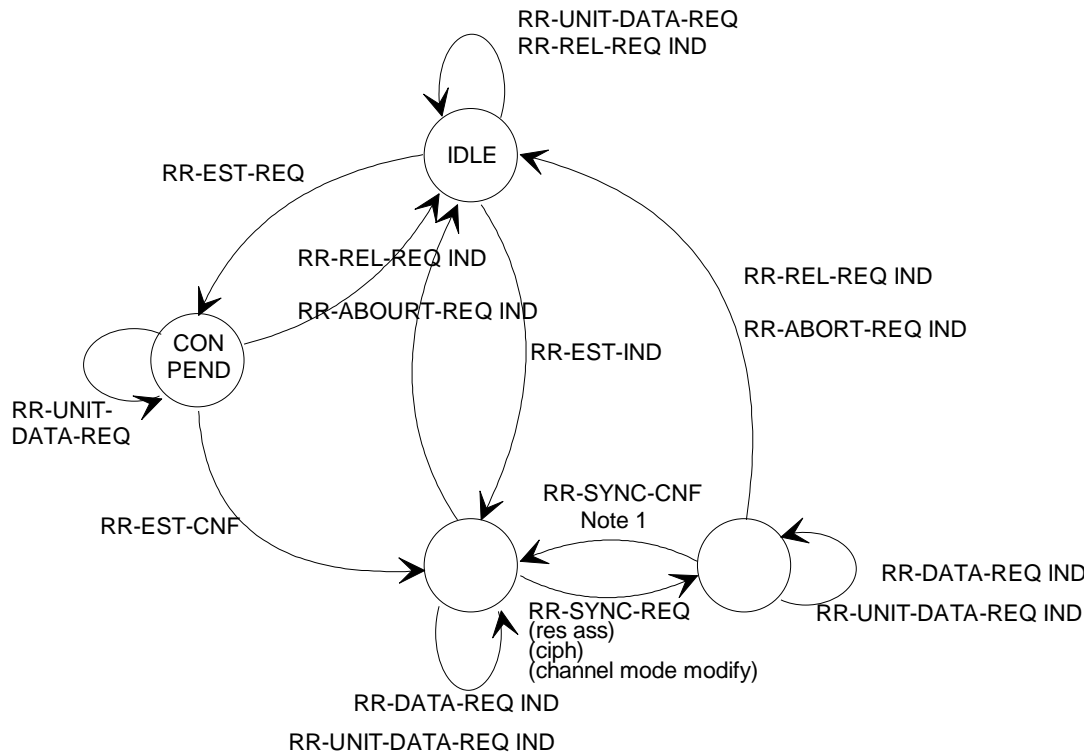 RR-UNIT-DATA-REQ
RR-REL-REQ IND
IDLE
RR-EST-REQ
RR-REL-REQ IND
RR-ABOURT-REQ IND
RR-REL-REQ IND
RR-ABORT-REQ IND
CON
PEND
RR-EST-IND
RR-UNIT-
DATA-REQ
RR-SYNC-CNF
Note 1
RR-EST-CNF
RR-DATA-REQ IND
RR-UNIT-DATA-REQ IND
RR-SYNC-REQ
(res ass)
(ciph)
(channel mode modify)
RR-DATA-REQ IND
RR-UNIT-DATA-REQ IND